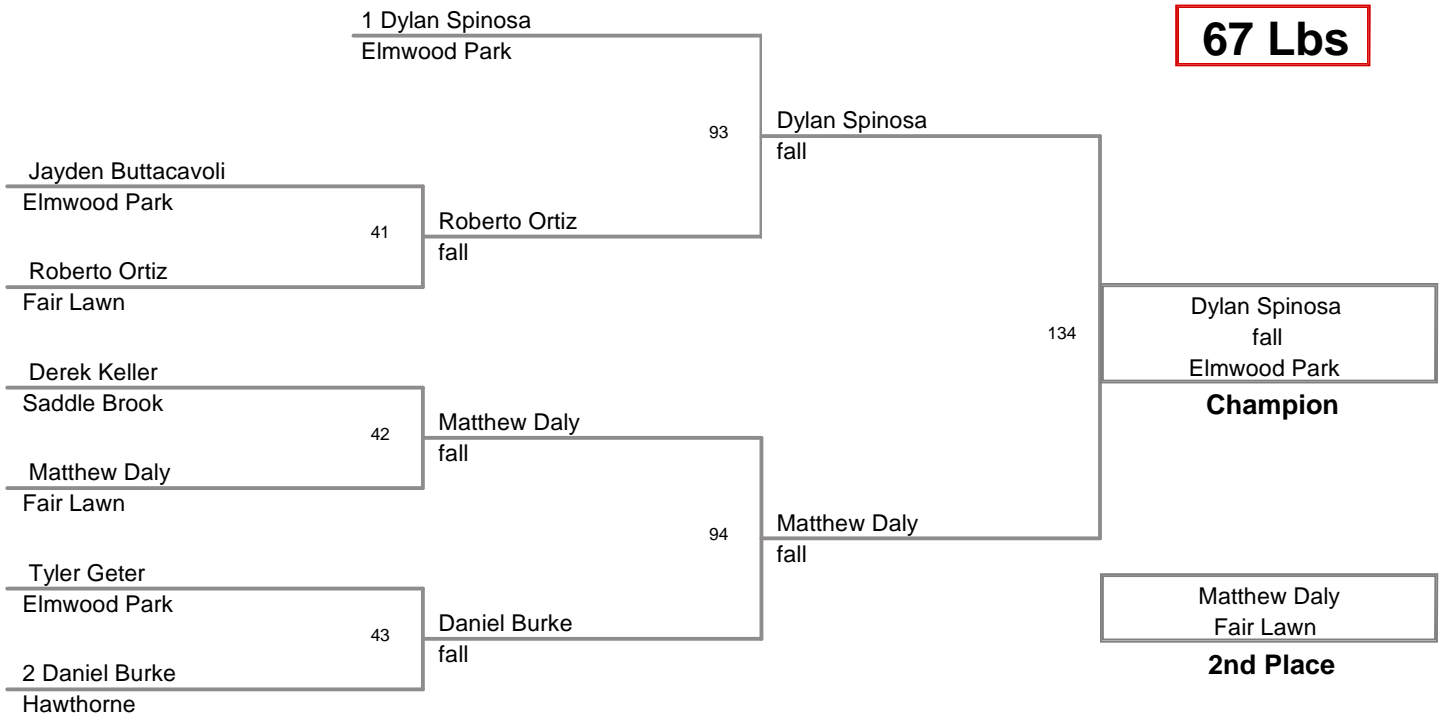 1 Dylan Spinosa
Elmwood Park
67 Lbs
93
Dylan Spinosa
fall
Jayden Buttacavoli
Elmwood Park
41
Roberto Ortiz
fall
Roberto Ortiz
Fair Lawn
134
Dylan Spinosa
fall
Elmwood Park
Champion
Derek Keller
Saddle Brook
42
Matthew Daly
fall
Matthew Daly
Fair Lawn
94
Matthew Daly
fall
Tyler Geter
Elmwood Park
43
Daniel Burke
fall
2 Daniel Burke
Hawthorne
Matthew Daly
Fair Lawn
2nd Place